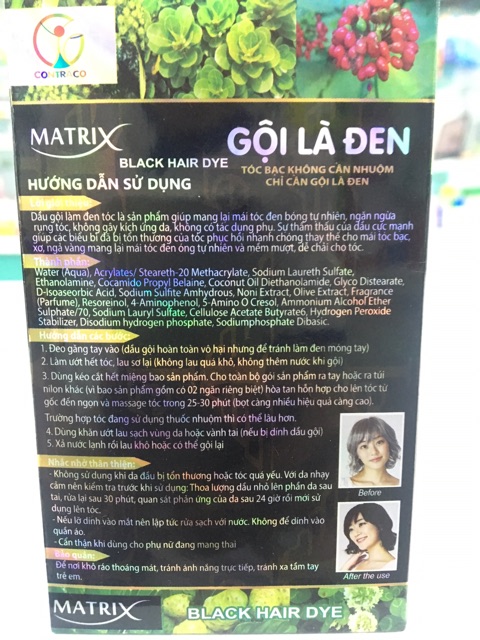 CONTRACO
MATRIX
BLACK HAIR DYE
GỘI LÀ ĐEN
TÓC BẠC KHÔNG CẦN NHUỘM
CHỈ CẦN GỘI LÀ ĐEN
HƯỚNG DẪN SỬ DỤNG
Lời giới thiệu:
Dầu gội làm đen tóc là sản phẩm giúp mang lại mái tóc đen bóng tự nhiên, ngăn ngừa
rụng tóc, không gây kích ứng da, không có tác dụng phụ. Sự thẩm thấu của dầu cực mạnh
giúp các biểu bì đã bị tổn thương của tóc phục hồi nhanh chóng thay thế cho mái tóc bạc,
xơ, ngả vàng mang lại mái tóc đen óng tự nhiên và mềm mượt, dễ chải cho tóc.
Thành phần:
Water (Aqua), Acrylates/ Steareth-20 Methacrylate, Sodium Laureth Sulfate,
Ethanolamine, Cocamido Propyl Belaine, Coconut Oil Diethanolamide, Glyco Distearate,
D-Isoaseorbic Acid, Sodium Sulfite Anhydrous, Noni Extract, Olive Extract, Fragrance
(Parfume), Resoreinol, 4-Aminophenol, 5-Amino O Cresol, Ammonium Alcohol Ether
Sulphate/70, Sodium Lauryl Sulfate, Cellulose Acetate Butyrate6, Hydrogen Peroxide
Stabilizer, Disodium hydrogen phosphate, Sodiumphosphate Dibasic.
Hướng dẫn các bước:
1. Đeo găng tay vào (dầu gội hoàn toàn vô hại nhưng để tránh làm đen móng tay)
2. Làm ướt hết tóc, lau sơ lại (không lau quá khô, không thêm nước khi gội)
3. Dùng kéo cắt hết miệng bao sản phẩm. Cho toàn bộ gói sản phẩm ra tay hoặc ra túi
nilon khác (vì bao sản phẩm gồm có 02 ngăn riêng biệt) hòa tan hỗn hợp cho lên tóc từ
gốc đến ngọn và massage tóc trong 25-30 phút (bọt càng nhiều hiệu quả càng cao).
Trường hợp tóc đang sử dụng thuốc nhuộm thì có thể lâu hơn.
4. Dùng khăn ướt lau sạch vùng da hoặc vành tai (nếu bị dính dầu gội)
5. Xả nước lạnh rồi lau khô hoặc có thể gội lại
Nhắc nhở thân thiện:
- Không sử dụng khi da đầu bị tổn thương hoặc tóc quá yếu. Với da nhạy
cảm nên kiểm tra trước khi sử dụng: Thoa lượng dầu nhỏ lên phần da sau
tai, rửa lại sau 30 phút, quan sát phản ứng của da sau 24 giờ rồi mới sử
dụng lên tóc.
- Nếu lỡ dính vào mắt nên lập tức rửa sạch với nước. Không để dính vào
quần áo.
- Cẩn thận khi dùng cho phụ nữ đang mang thai
Bảo quản:
Để nơi khô ráo thoáng mát, tránh ánh nắng trực tiếp, tránh xa tầm tay
trẻ em.
Before
After the use
MATRIX
BLACK HAIR DYE